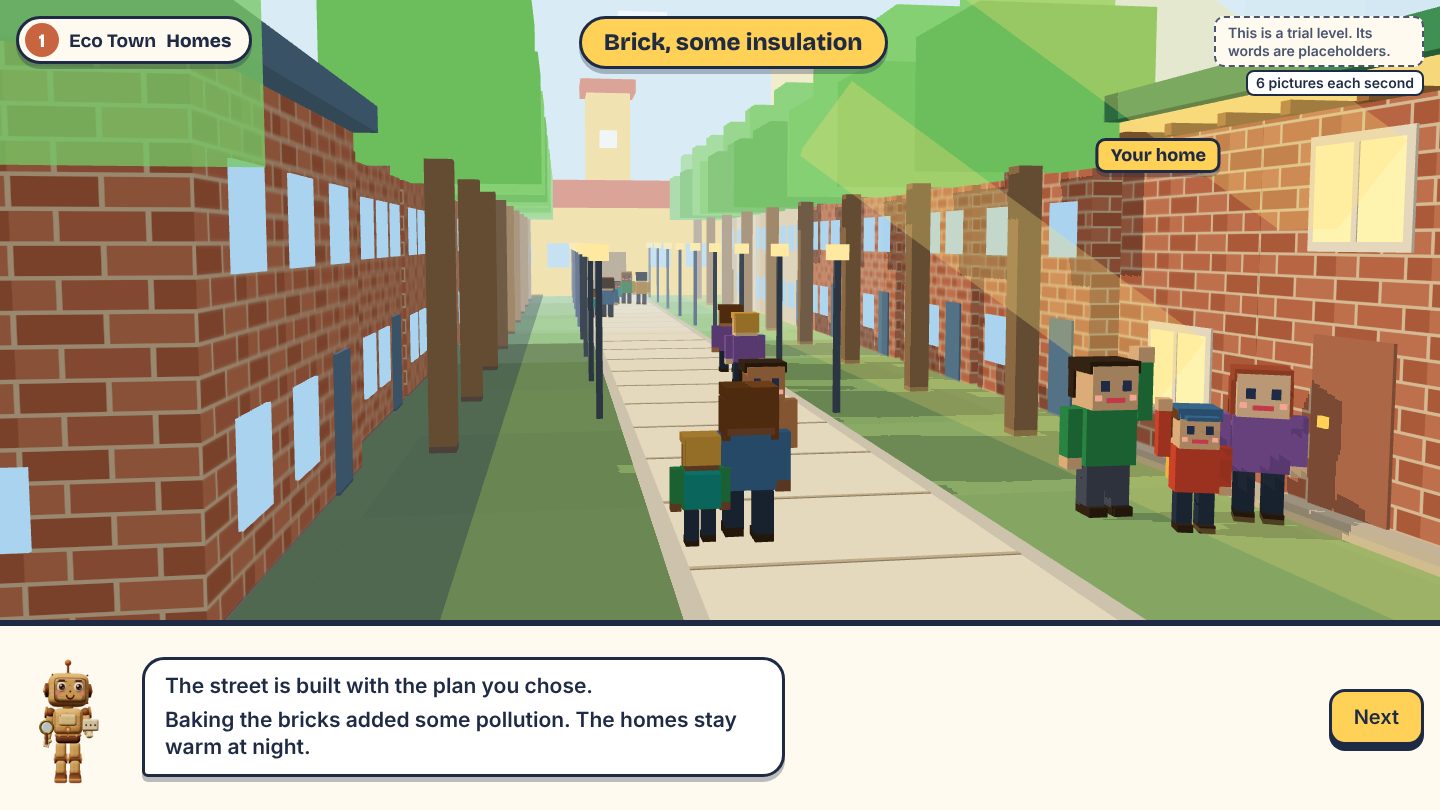 1 Eco Town Homes
Brick, some insulation
This is a trial level. Its
words are placeholders.
6 pictures each second
Your home
The street is built with the plan you chose.
Baking the bricks added some pollution. The homes stay
warm at night.
Next